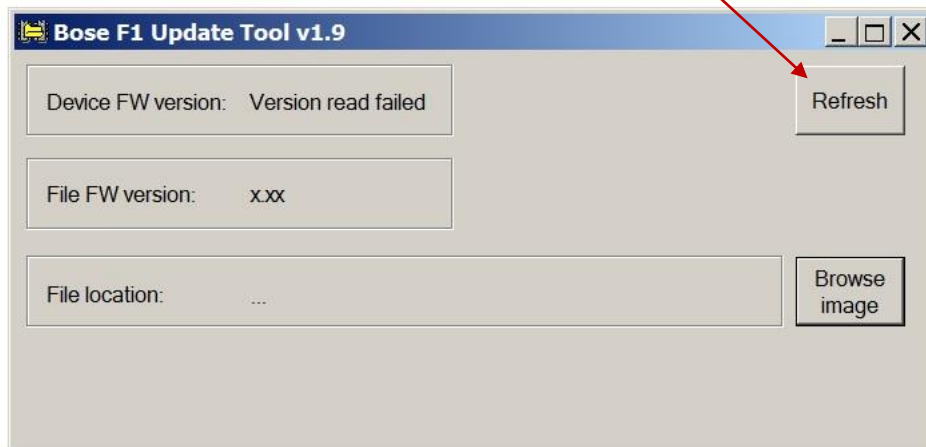 Bose F1 Update Tool v1.9
Device FW version: Version read failed
Refresh
File FW version: x.xx
File location: ...
Browse
image